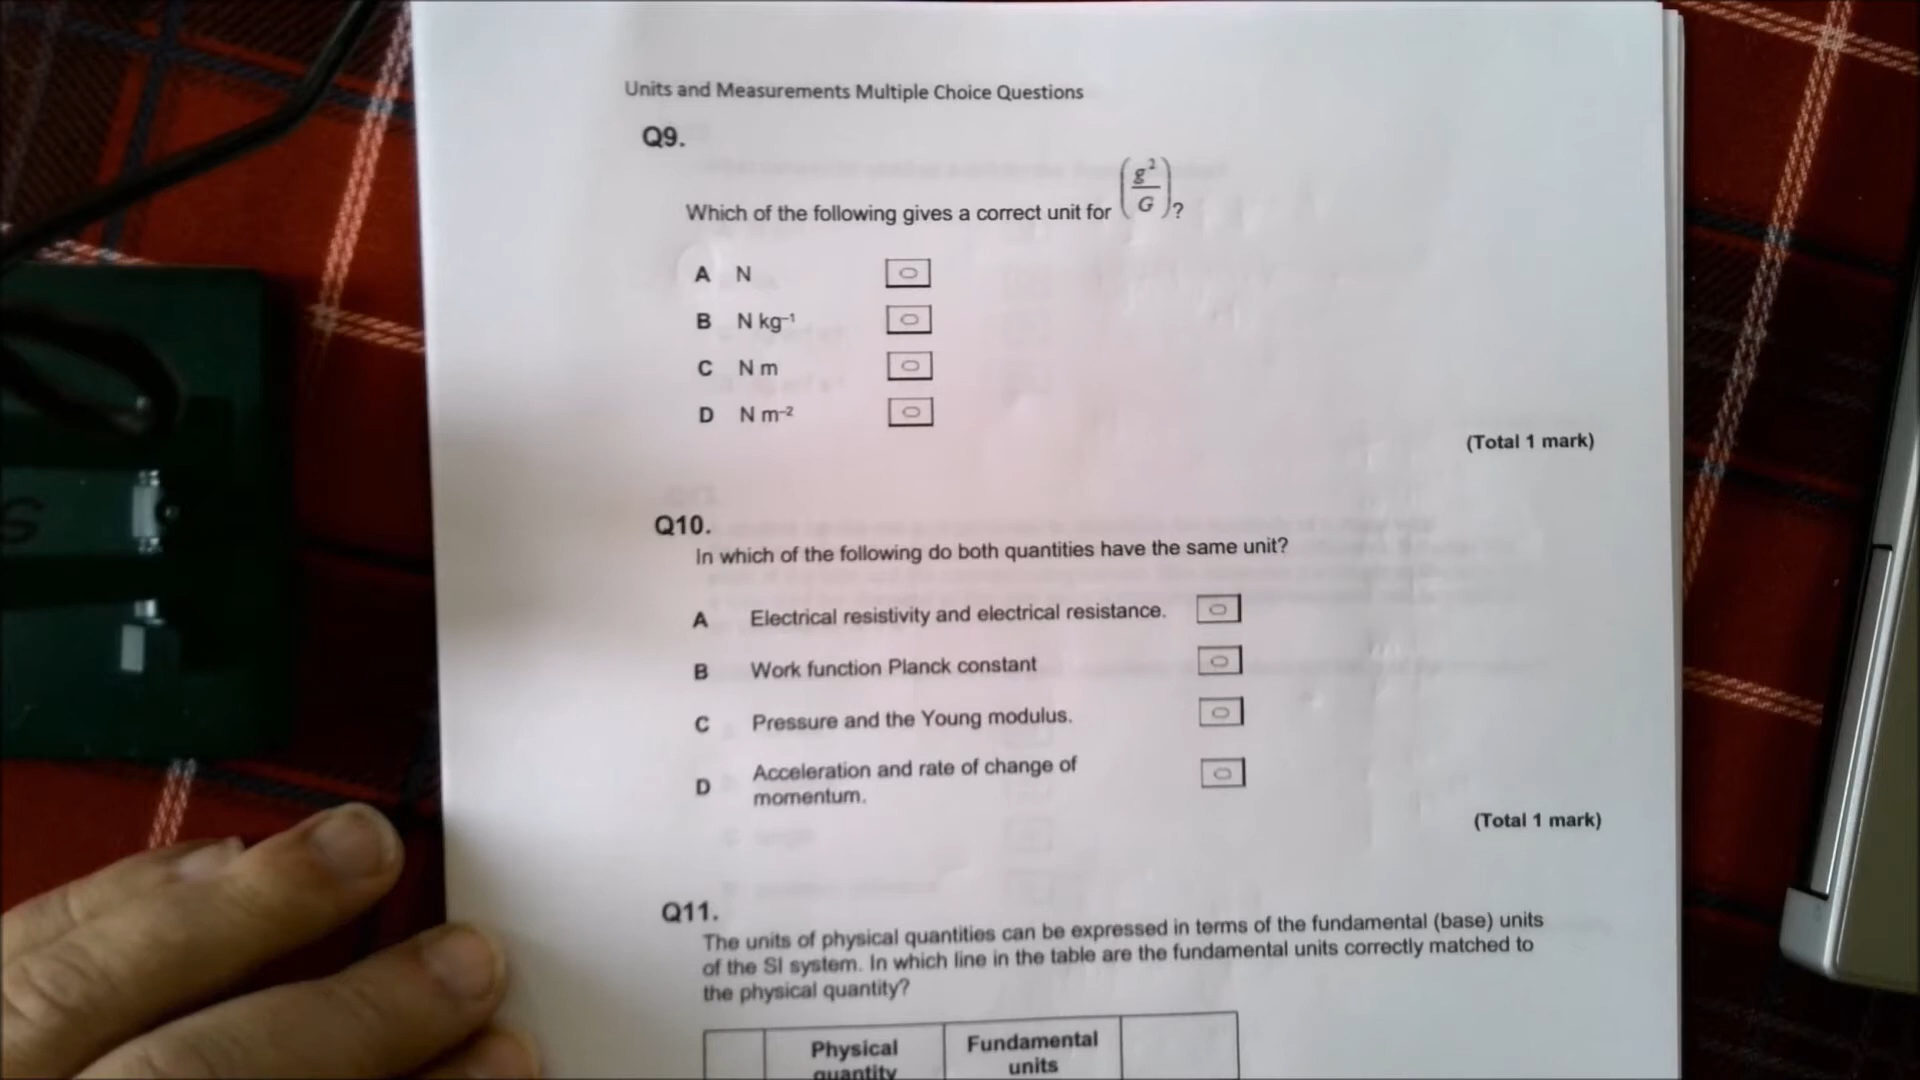 Units and Measurements Multiple Choice Questions
Q9.
Which of the following gives a correct unit for (g²/G)?
A N
B N kg⁻¹
C N m
D N m⁻²
(Total 1 mark)
Q10.
In which of the following do both quantities have the same unit?
A Electrical resistivity and electrical resistance.
B Work function Planck constant
C Pressure and the Young modulus.
D Acceleration and rate of change of
momentum.
(Total 1 mark)
Q11.
The units of physical quantities can be expressed in terms of the fundamental (base) units
of the SI system. In which line in the table are the fundamental units correctly matched to
the physical quantity?
Physical
quantity
Fundamental
units